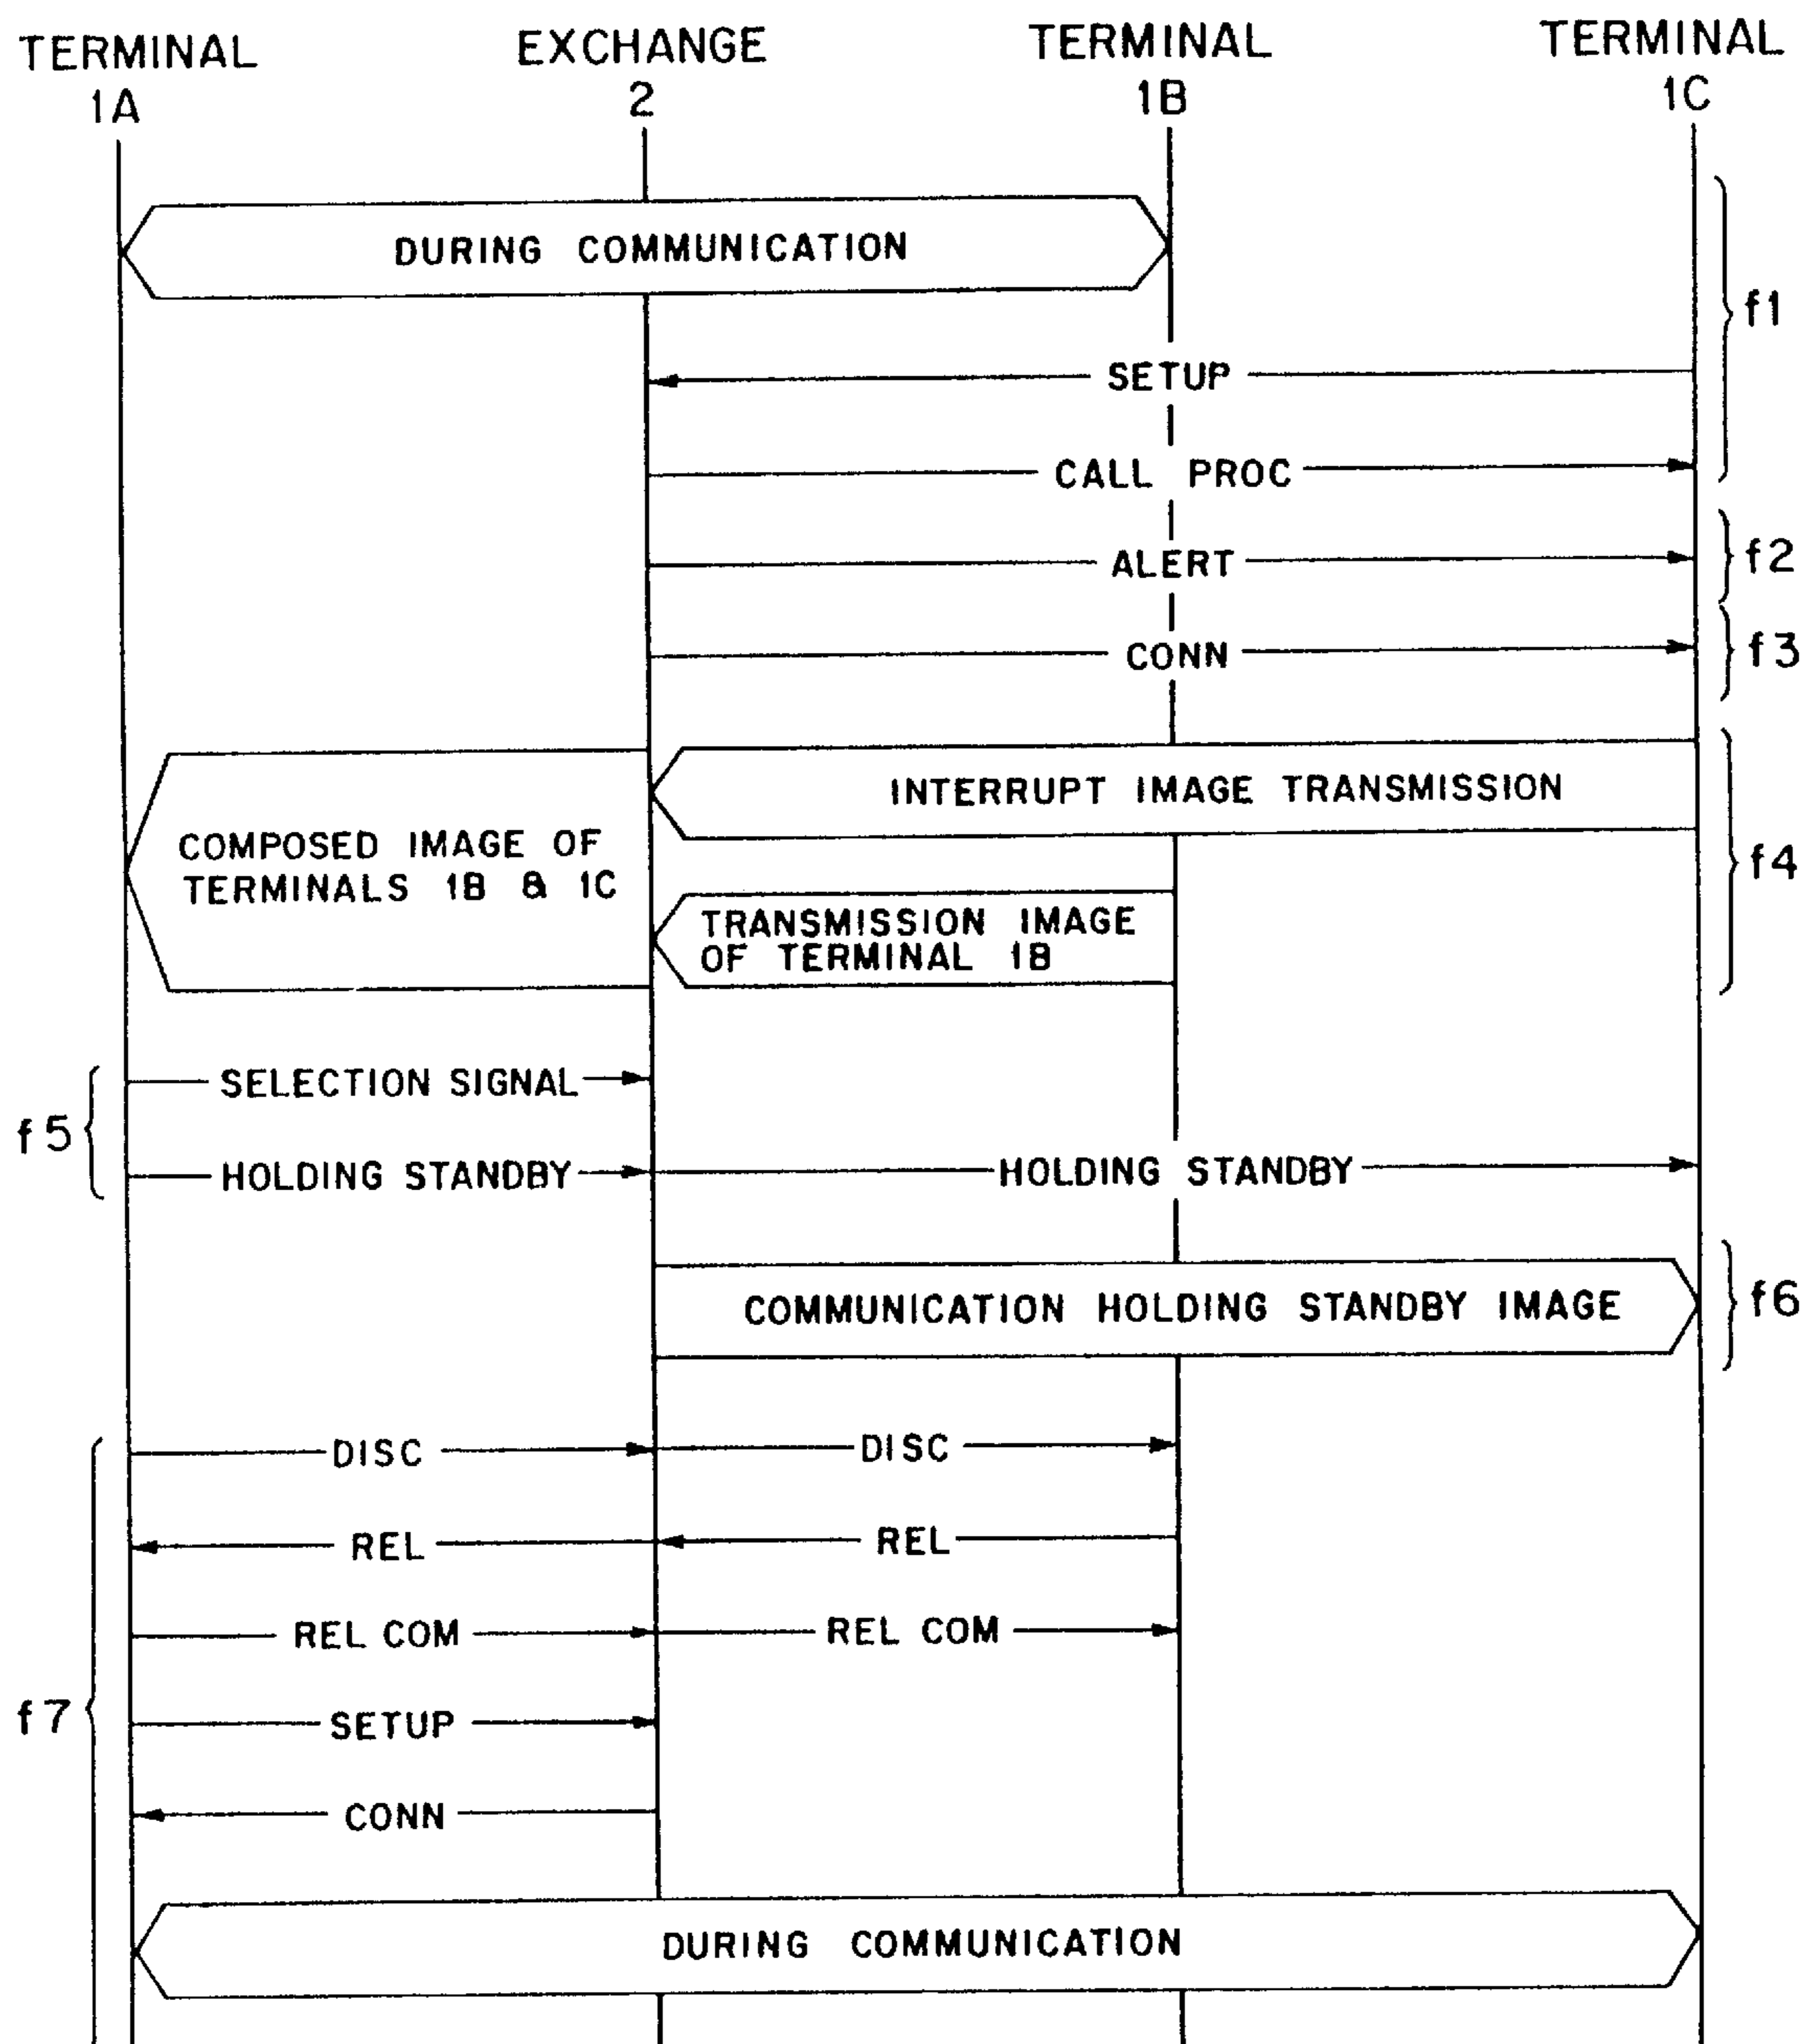 TERMINAL EXCHANGE TERMINAL TERMINAL
1A 2 1B 1C
DURING COMMUNICATION
f1
SETUP
CALL PROC
ALERT
f2
CONN
f3
INTERRUPT IMAGE TRANSMISSION
COMPOSED IMAGE OF
TERMINALS 1B & 1C
f4
TRANSMISSION IMAGE
OF TERMINAL 1B
SELECTION SIGNAL
f5
HOLDING STANDBY HOLDING STANDBY
COMMUNICATION HOLDING STANDBY IMAGE
f6
DISC DISC
REL REL
REL COM REL COM
f7
SETUP
CONN
DURING COMMUNICATION